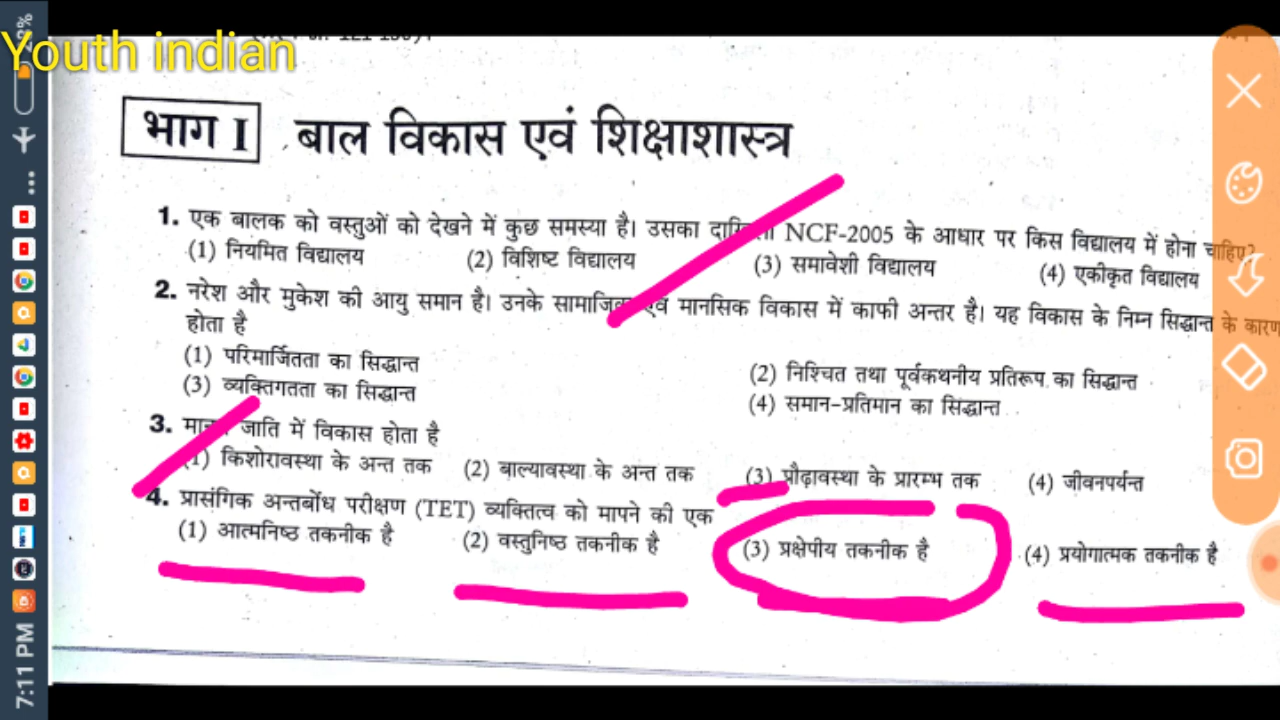 Youth indian
भाग I बाल विकास एवं शिक्षाशास्त्र
1. एक बालक को वस्तुओं को देखने में कुछ समस्या है। उसका NCF-2005 के आधार पर किस विद्यालय में होना चाहिए?
(1) नियमित विद्यालय (2) विशिष्ट विद्यालय (3) समावेशी विद्यालय (4) एकीकृत विद्यालय
2. नरेश और मुकेश की आयु समान है। उनके सामाजिक एवं मानसिक विकास में काफी अन्तर है। यह विकास के निम्न सिद्धान्त के कारण
होता है
(1) परिमार्जितता का सिद्धान्त (2) निश्चित तथा पूर्वकथनीय प्रतिरूप का सिद्धान्त
(3) व्यक्तिगतता का सिद्धान्त (4) समान-प्रतिमान का सिद्धान्त
3. मानव जाति में विकास होता है
(1) किशोरावस्था के अन्त तक (2) बाल्यावस्था के अन्त तक (3) प्रौढ़ावस्था के प्रारम्भ तक (4) जीवनपर्यन्त
4. प्रासंगिक अन्तर्बोध परीक्षण (TET) व्यक्तित्व को मापने की एक
(1) आत्मनिष्ठ तकनीक है (2) वस्तुनिष्ठ तकनीक है (3) प्रक्षेपीय तकनीक है (4) प्रयोगात्मक तकनीक है
7:11 PM